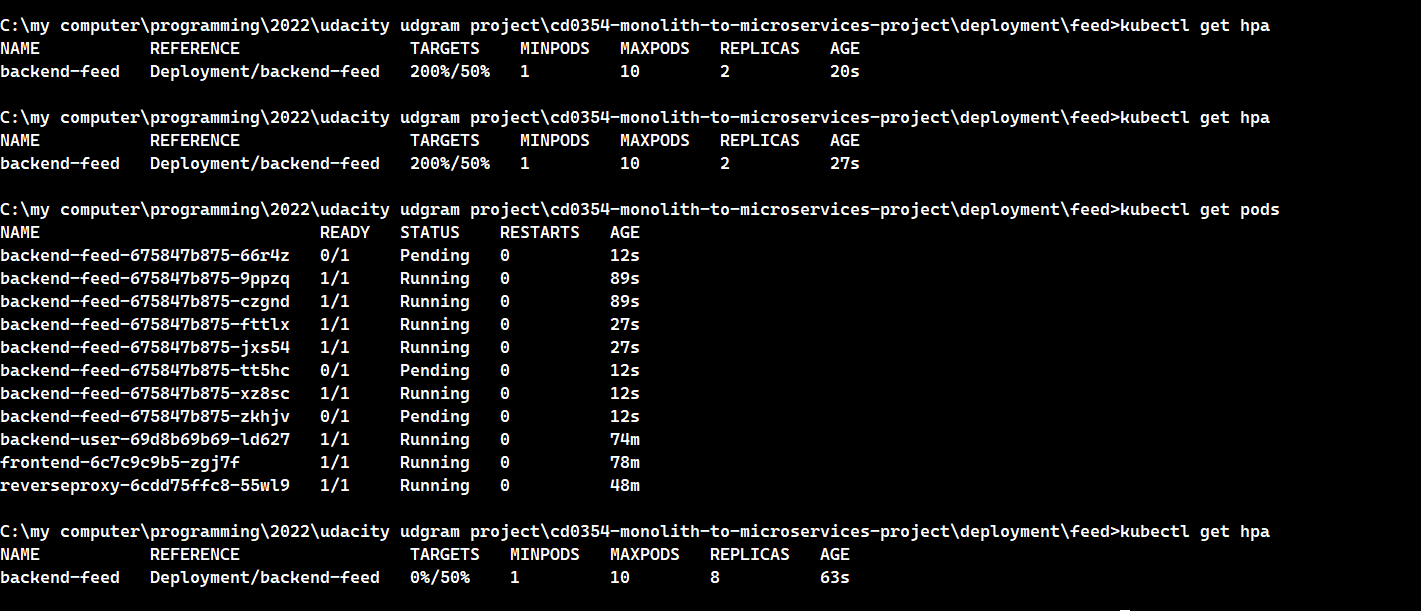 C:\my computer\programming\2022\udacity udgram project\cd0354-monolith-to-microservices-project\deployment\feed>kubectl get hpa
NAME REFERENCE TARGETS MINPODS MAXPODS REPLICAS AGE
backend-feed Deployment/backend-feed 200%/50% 1 10 2 20s
C:\my computer\programming\2022\udacity udgram project\cd0354-monolith-to-microservices-project\deployment\feed>kubectl get hpa
NAME REFERENCE TARGETS MINPODS MAXPODS REPLICAS AGE
backend-feed Deployment/backend-feed 200%/50% 1 10 2 27s
C:\my computer\programming\2022\udacity udgram project\cd0354-monolith-to-microservices-project\deployment\feed>kubectl get pods
NAME READY STATUS RESTARTS AGE
backend-feed-675847b875-66r4z 0/1 Pending 0 12s
backend-feed-675847b875-9ppzq 1/1 Running 0 89s
backend-feed-675847b875-czgnd 1/1 Running 0 89s
backend-feed-675847b875-fttlx 1/1 Running 0 27s
backend-feed-675847b875-jxs54 1/1 Running 0 27s
backend-feed-675847b875-tt5hc 0/1 Pending 0 12s
backend-feed-675847b875-xz8sc 1/1 Running 0 12s
backend-feed-675847b875-zkhjv 0/1 Pending 0 12s
backend-user-69d8b69b69-ld627 1/1 Running 0 74m
frontend-6c7c9c9b5-zgj7f 1/1 Running 0 78m
reverseproxy-6cdd75ffc8-55wl9 1/1 Running 0 48m
C:\my computer\programming\2022\udacity udgram project\cd0354-monolith-to-microservices-project\deployment\feed>kubectl get hpa
NAME REFERENCE TARGETS MINPODS MAXPODS REPLICAS AGE
backend-feed Deployment/backend-feed 0%/50% 1 10 8 63s